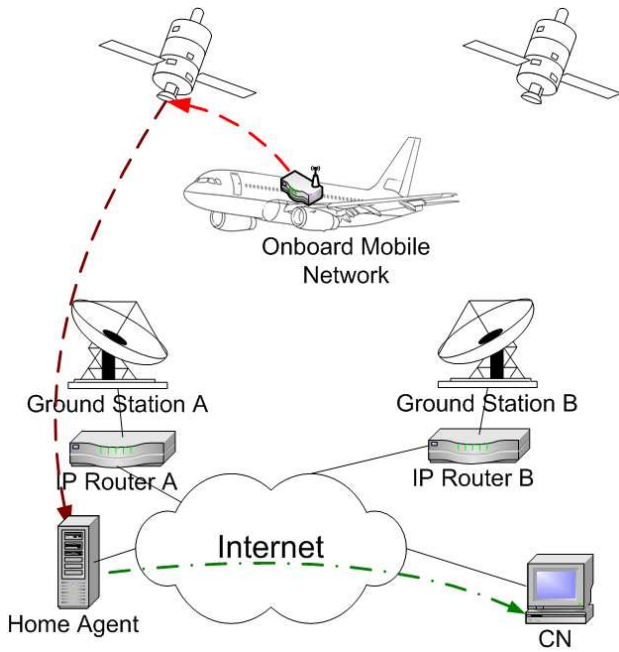 Onboard Mobile
Network
Ground Station A
Ground Station B
IP Router A
IP Router B
Internet
Home Agent
CN